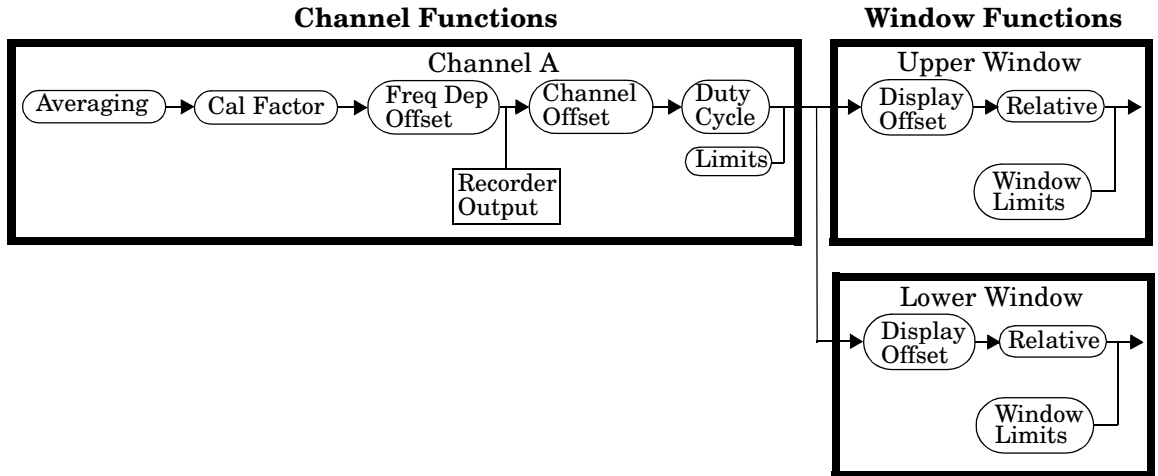 Channel Functions
Window Functions
Channel A
Averaging
Cal Factor
Freq Dep
Offset
Channel
Offset
Duty
Cycle
Limits
Recorder
Output
Upper Window
Display
Offset
Relative
Window
Limits
Lower Window
Display
Offset
Relative
Window
Limits